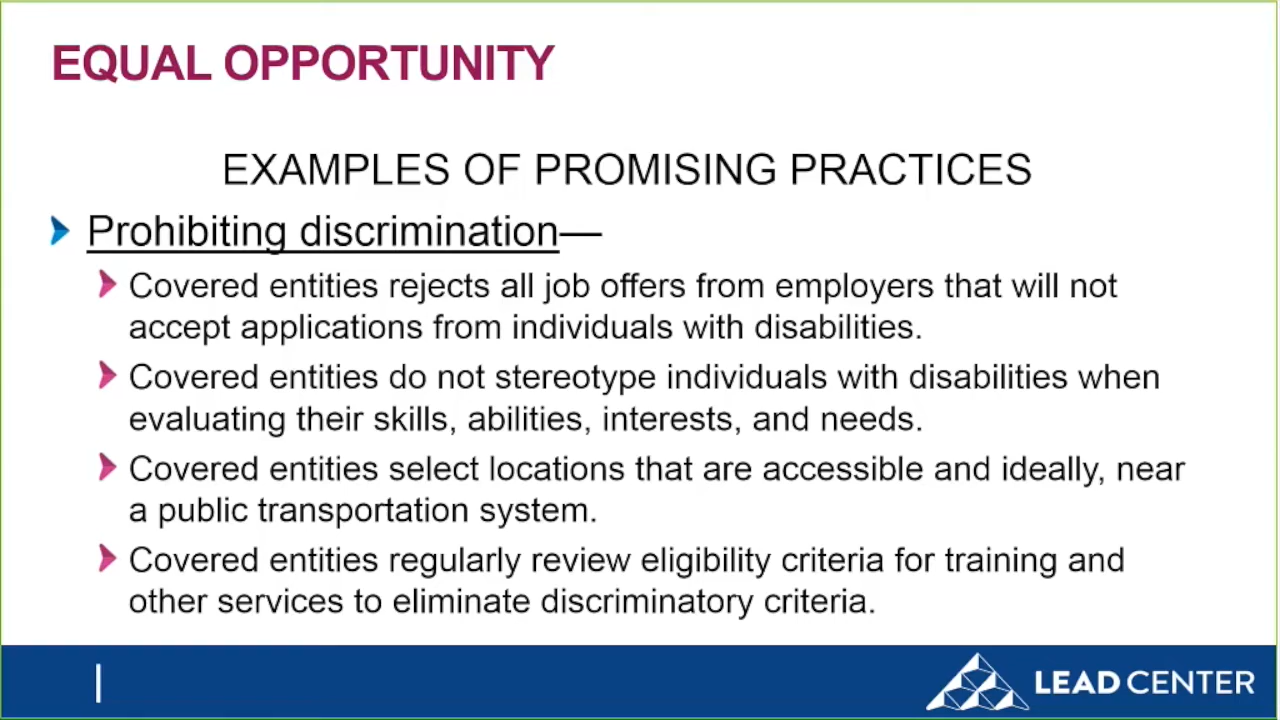 EQUAL OPPORTUNITY
EXAMPLES OF PROMISING PRACTICES
Prohibiting discrimination—
Covered entities rejects all job offers from employers that will not
accept applications from individuals with disabilities.
Covered entities do not stereotype individuals with disabilities when
evaluating their skills, abilities, interests, and needs.
Covered entities select locations that are accessible and ideally, near
a public transportation system.
Covered entities regularly review eligibility criteria for training and
other services to eliminate discriminatory criteria.
LEAD CENTER